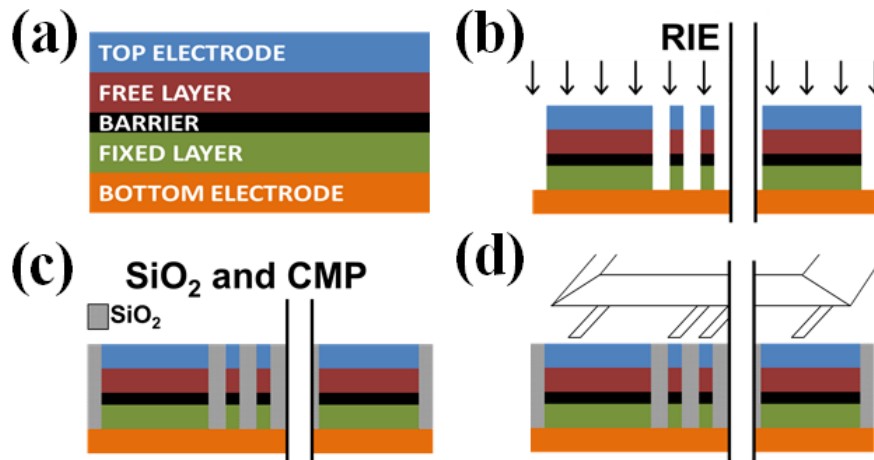 (a)
TOP ELECTRODE
FREE LAYER
BARRIER
FIXED LAYER
BOTTOM ELECTRODE
(b)
RIE
(c)
SiO₂ and CMP
SiO₂
(d)